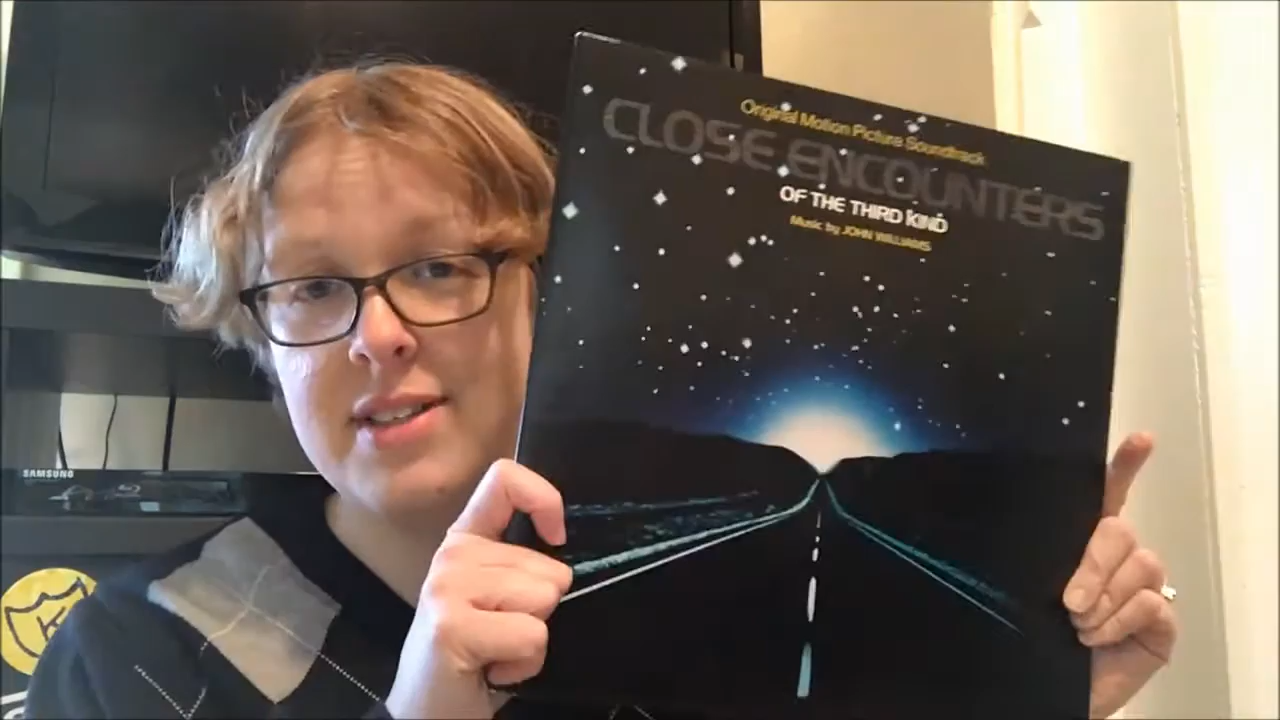 Original Motion Picture Soundtrack
CLOSE ENCOUNTERS
OF THE THIRD KIND
Music by JOHN WILLIAMS
SAMSUNG
K